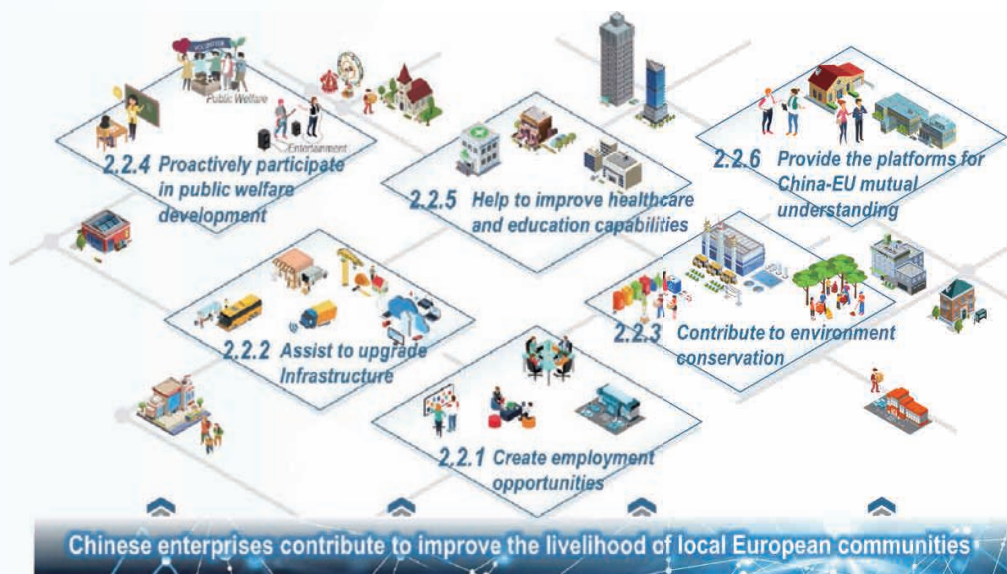 VOLUNTEER
Public Welfare
Entertainment
2.2.4 Proactively participate
in public welfare
development
2.2.5 Help to improve healthcare
and education capabilities
2.2.6 Provide the platforms for
China-EU mutual
understanding
2.2.2 Assist to upgrade
Infrastructure
2.2.3 Contribute to environment
conservation
2.2.1 Create employment
opportunities
Chinese enterprises contribute to improve the livelihood of local European communities